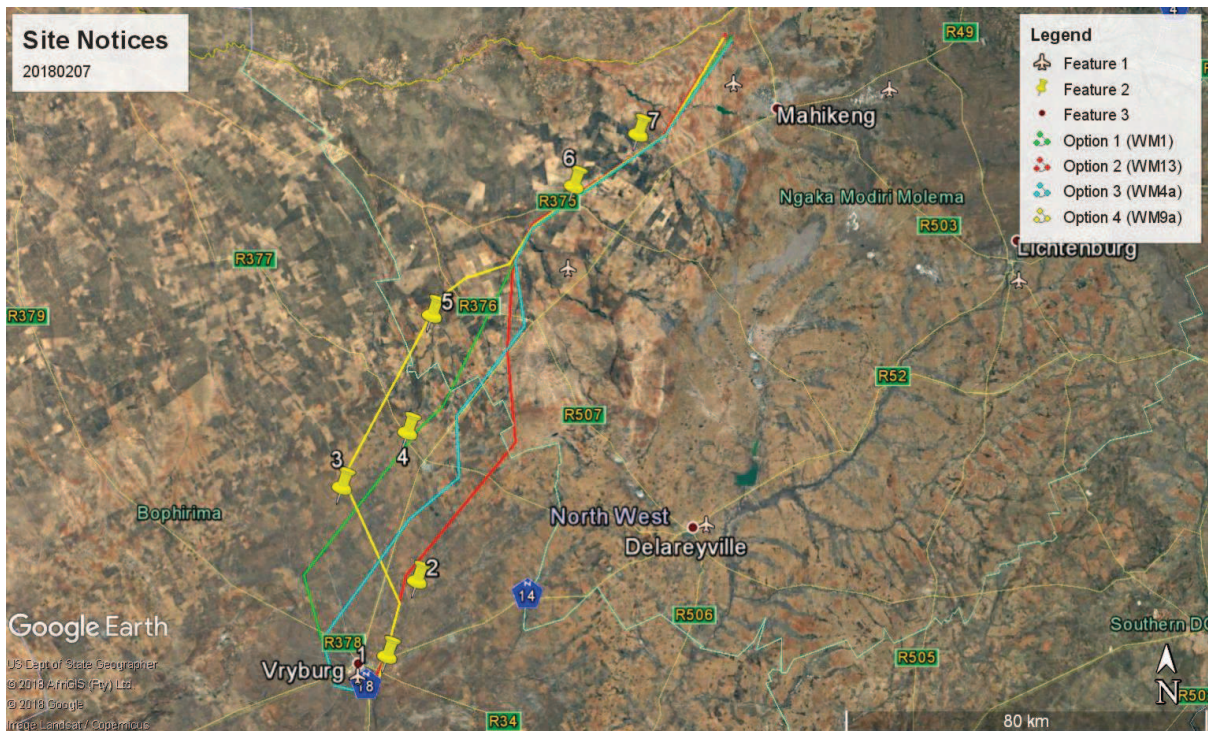 Site Notices
20180207
Legend
Feature 1
Feature 2
Feature 3
Option 1 (WM1)
Option 2 (WM13)
Option 3 (WM4a)
Option 4 (WM9a)
4
R49
7
Mahikeng
6
R375
Ngaka Modiri Molema
R503
Lichtenburg
R377
5
R376
R379
R52
R507
4
3
Bophirima
North West
Delareyville
2
N
14
R506
Google Earth
Southern
R378
1
R505
Vryburg
N
18
US Dept of State Geographer
© 2018 AfriGIS (Pty) Ltd.
© 2018 Google
Image Landsat / Copernicus
R34
N
80 km